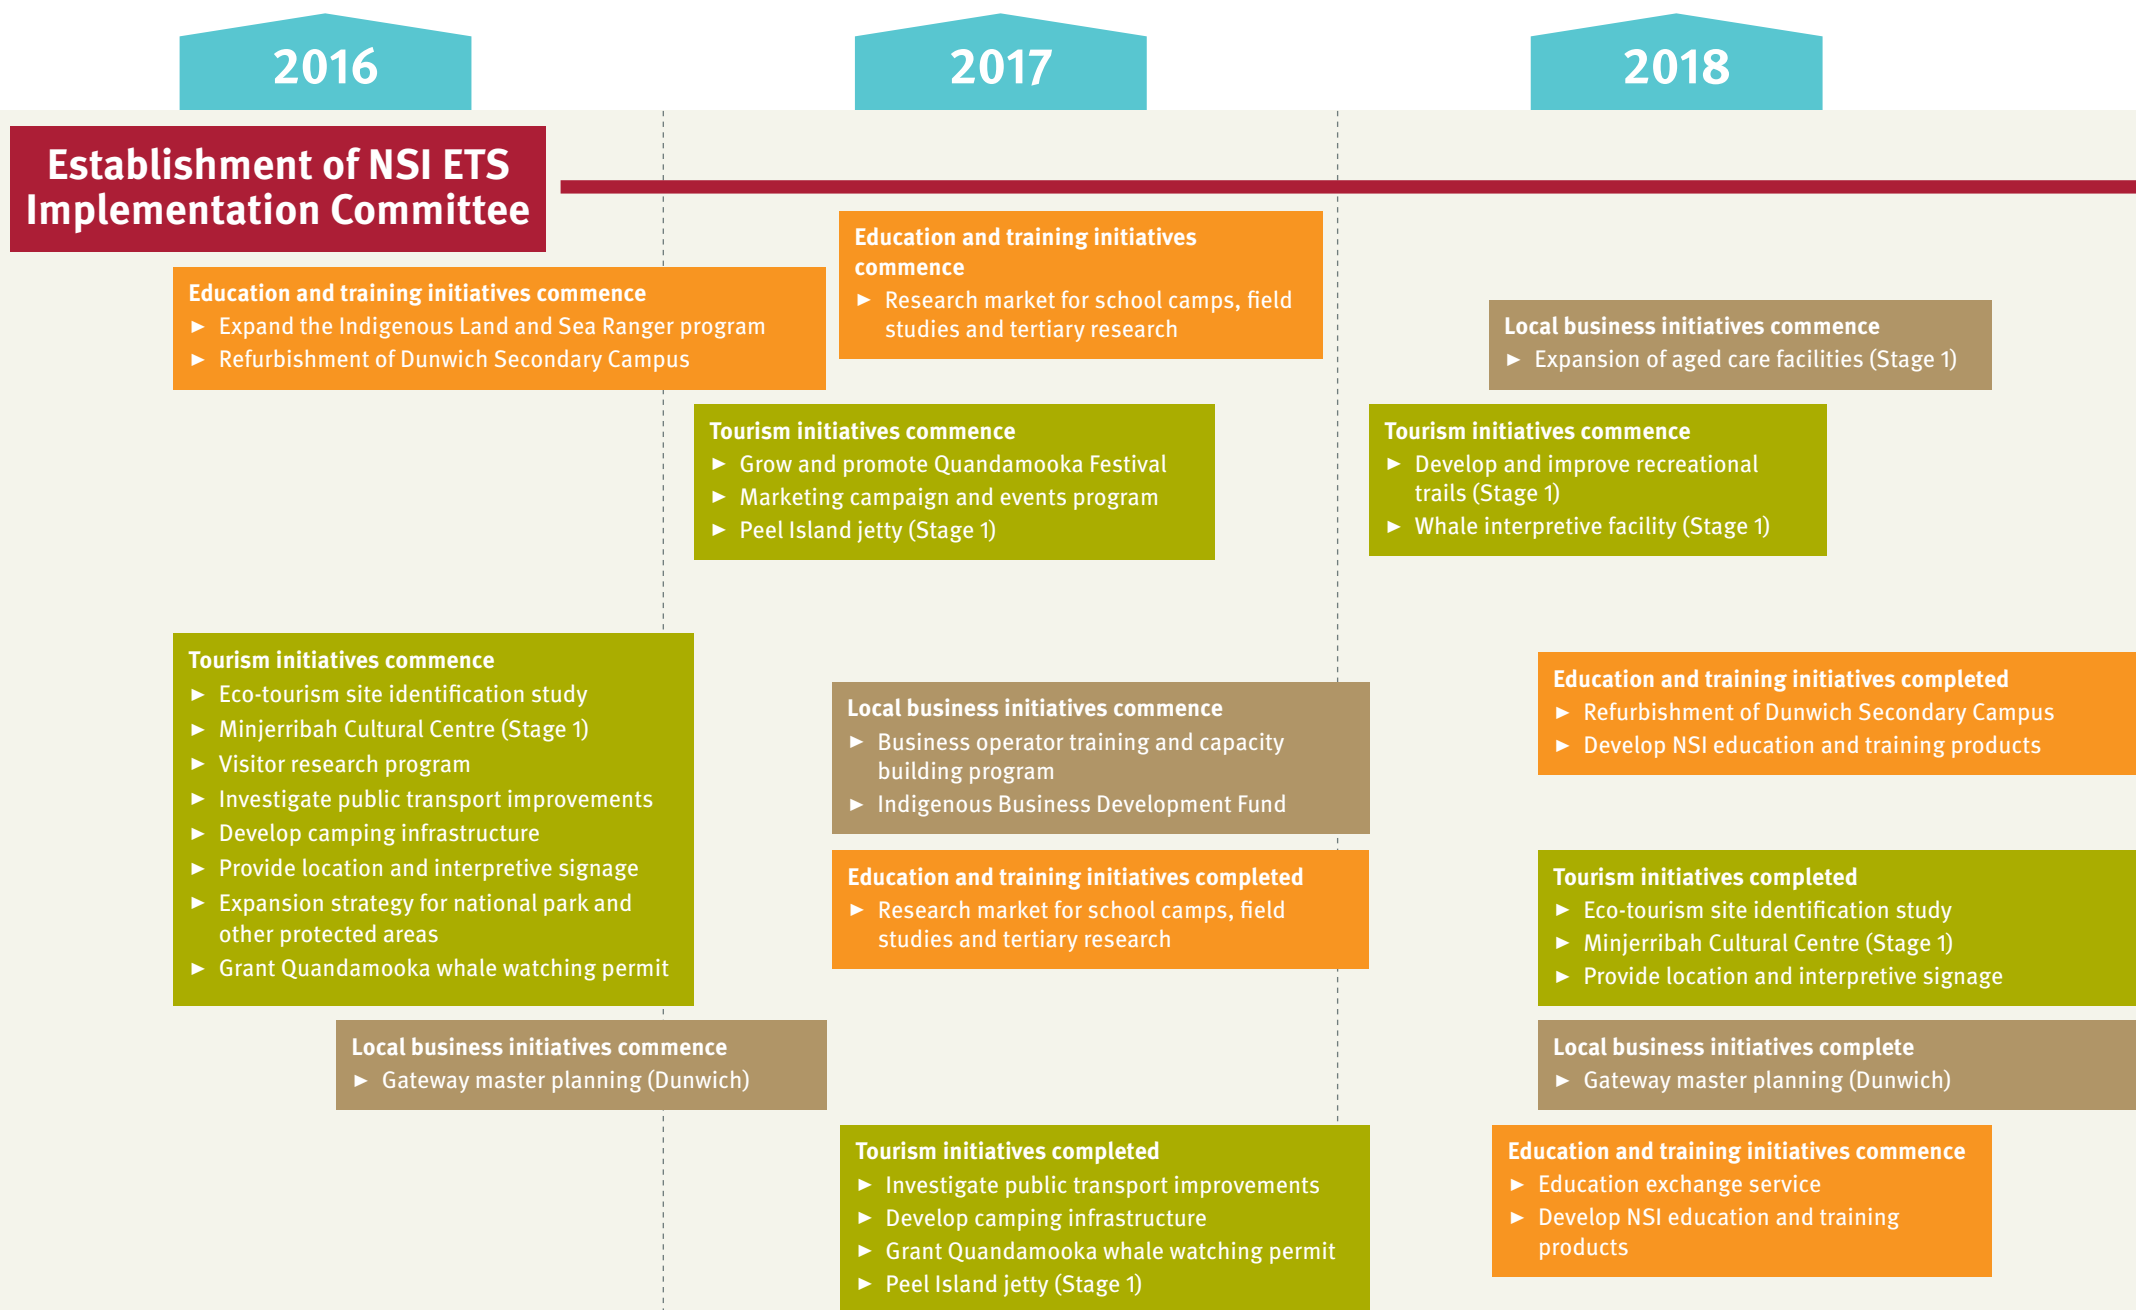 2016
2017
2018
Establishment of NSI ETS
Implementation Committee
Education and training initiatives commence
► Expand the Indigenous Land and Sea Ranger program
► Refurbishment of Dunwich Secondary Campus
Tourism initiatives commence
► Eco-tourism site identification study
► Minjerribah Cultural Centre (Stage 1)
► Visitor research program
► Investigate public transport improvements
► Develop camping infrastructure
► Provide location and interpretive signage
► Expansion strategy for national park and
other protected areas
► Grant Quandamooka whale watching permit
Local business initiatives commence
► Gateway master planning (Dunwich)
Education and training initiatives
commence
► Research market for school camps, field
studies and tertiary research
Tourism initiatives commence
► Grow and promote Quandamooka Festival
► Marketing campaign and events program
► Peel Island jetty (Stage 1)
Local business initiatives commence
► Business operator training and capacity
building program
► Indigenous Business Development Fund
Education and training initiatives completed
► Research market for school camps, field
studies and tertiary research
Tourism initiatives completed
► Investigate public transport improvements
► Develop camping infrastructure
► Grant Quandamooka whale watching permit
► Peel Island jetty (Stage 1)
Local business initiatives commence
► Expansion of aged care facilities (Stage 1)
Tourism initiatives commence
► Develop and improve recreational
trails (Stage 1)
► Whale interpretive facility (Stage 1)
Education and training initiatives completed
► Refurbishment of Dunwich Secondary Campus
► Develop NSI education and training products
Tourism initiatives completed
► Eco-tourism site identification study
► Minjerribah Cultural Centre (Stage 1)
► Provide location and interpretive signage
Local business initiatives complete
► Gateway master planning (Dunwich)
Education and training initiatives commence
► Education exchange service
► Develop NSI education and training
products